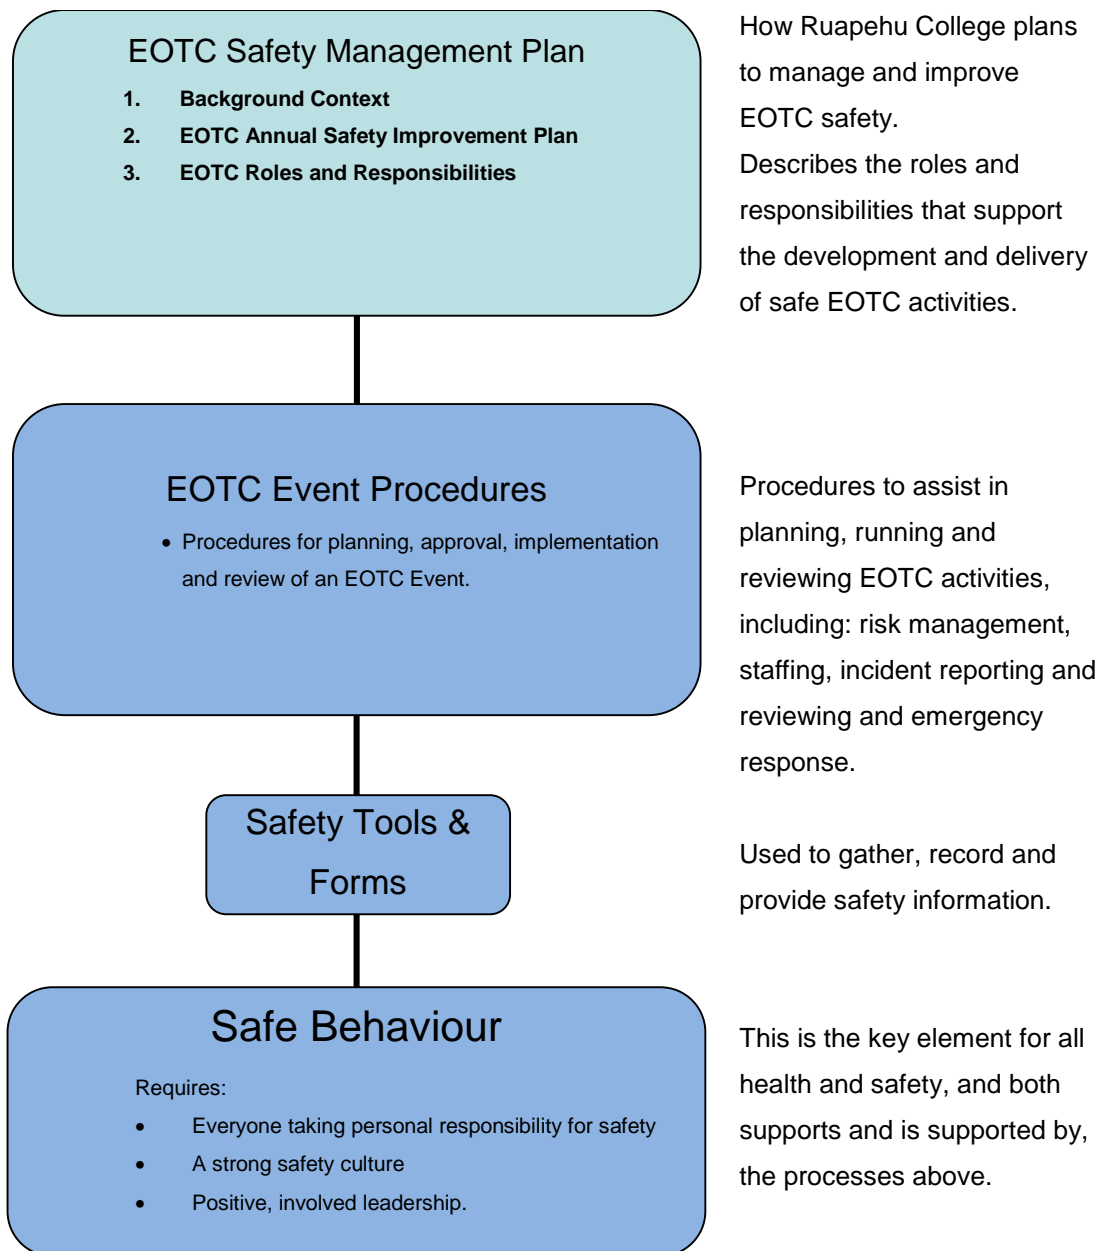 EOTC Safety Management Plan
1. Background Context
2. EOTC Annual Safety Improvement Plan
3. EOTC Roles and Responsibilities
How Ruapehu College plans
to manage and improve
EOTC safety.
Describes the roles and
responsibilities that support
the development and delivery
of safe EOTC activities.
EOTC Event Procedures
• Procedures for planning, approval, implementation
and review of an EOTC Event.
Procedures to assist in
planning, running and
reviewing EOTC activities,
including: risk management,
staffing, incident reporting and
reviewing and emergency
response.
Safety Tools &
Forms
Used to gather, record and
provide safety information.
Safe Behaviour
Requires:
• Everyone taking personal responsibility for safety
• A strong safety culture
• Positive, involved leadership.
This is the key element for all
health and safety, and both
supports and is supported by,
the processes above.